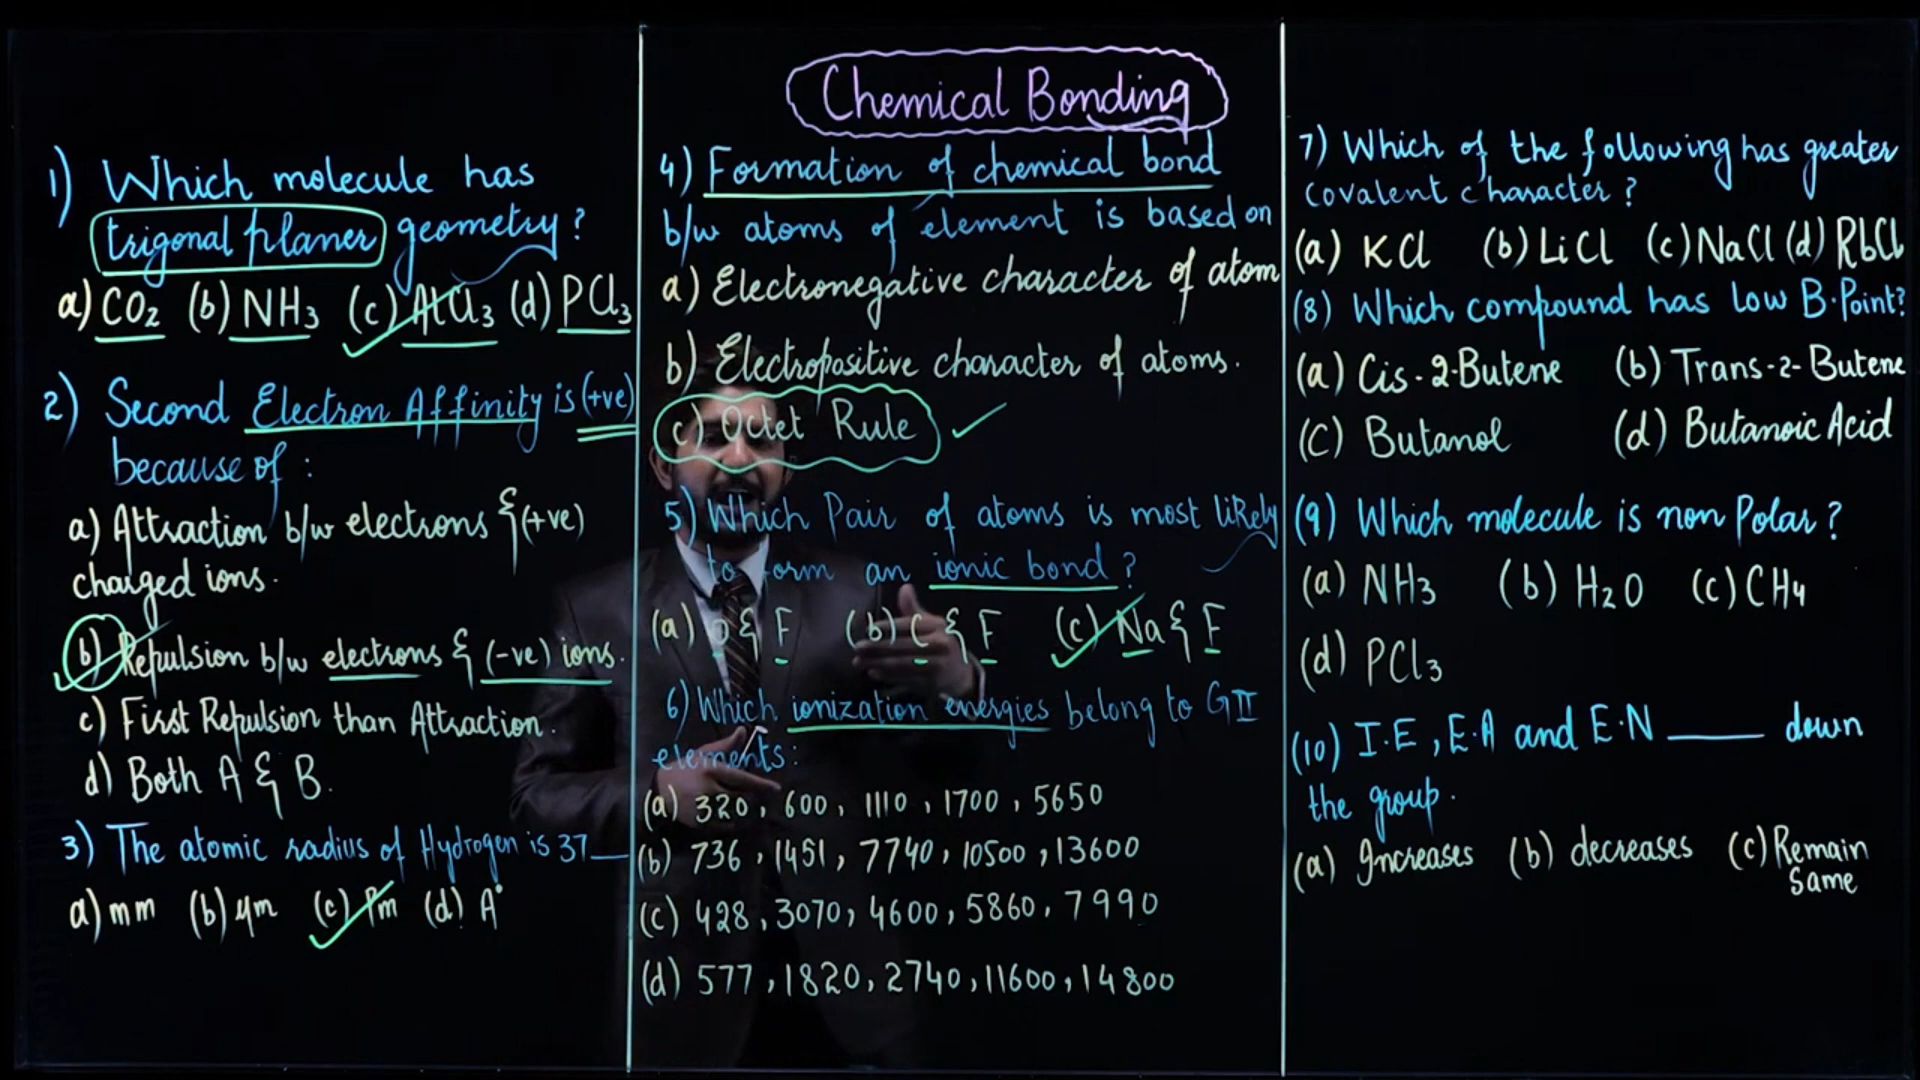 Chemical Bonding
1) Which molecule has
trigonal planer geometry?
a) CO2 (b) NH3 (c) AlCl3 (d) PCl3
2) Second Electron Affinity is (+ve)
because of :
a) Attraction b/w electrons & (+ve)
charged ions.
b) Repulsion b/w electrons & (-ve) ions.
c) First Repulsion than Attraction.
d) Both A & B.
3) The atomic radius of Hydrogen is 37__
a) mm (b) μm (c) Pm (d) A°
4) Formation of chemical bond
b/w atoms of element is based on
a) Electronegative character of atom
b) Electropositive character of atoms.
c) Octet Rule
5) Which Pair of atoms is most likely
to form an ionic bond?
(a) & F (b) C & F (c) Na & F
6) Which ionization energies belong to G II
elements:
(a) 320, 600, 1110, 1700, 5650
(b) 736, 1451, 7740, 10500, 13600
(c) 428, 3070, 4600, 5860, 7990
(d) 577, 1820, 2740, 11600, 14800
7) Which of the following has greater
covalent character?
(a) KCl (b) LiCl (c) NaCl (d) RbCl
(8) Which compound has low B.Point?
(a) Cis-2-Butene (b) Trans-2-Butene
(C) Butanol (d) Butanoic Acid
(9) Which molecule is non Polar?
(a) NH3 (b) H2O (c) CH4
(d) PCl3
(10) I.E, E.A and E.N ____ down
the group.
(a) Increases (b) decreases (c) Remain
Same